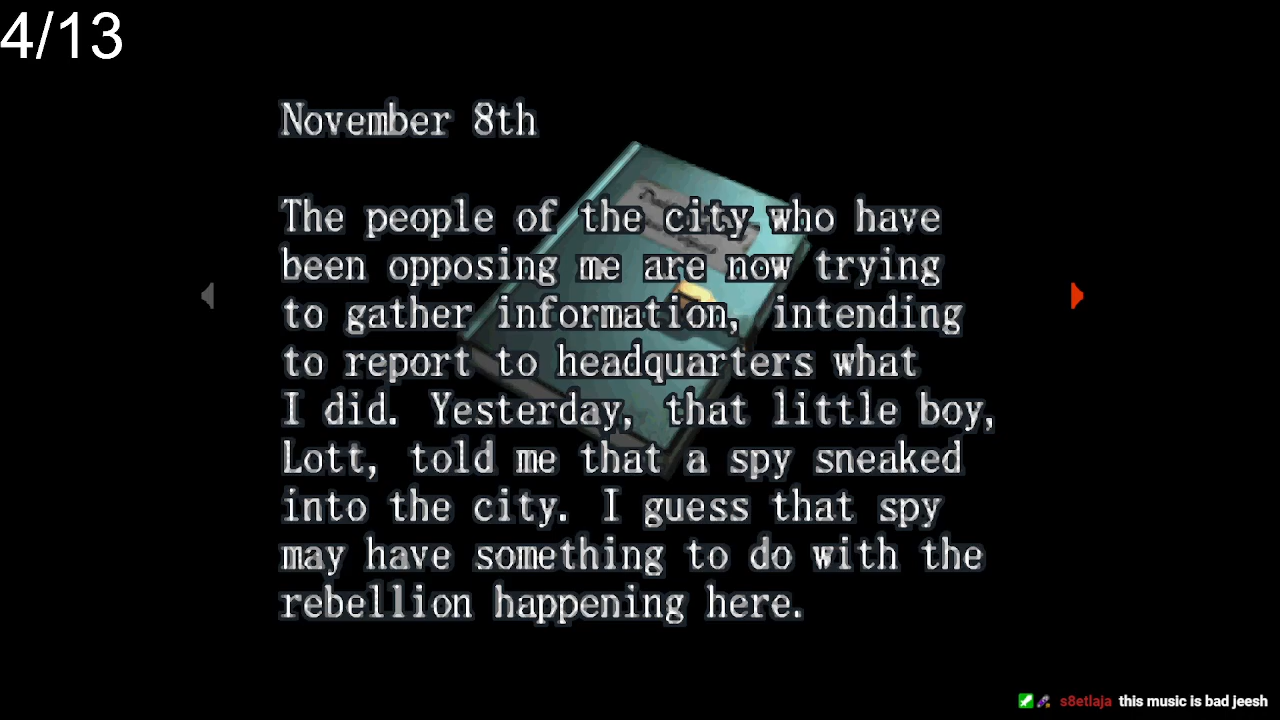 4/13
November 8th
The people of the city who have
been opposing me are now trying
to gather information, intending
to report to headquarters what
I did. Yesterday, that little boy,
Lott, told me that a spy sneaked
into the city. I guess that spy
may have something to do with the
rebellion happening here.
s8etlaja this music is bad jeesh